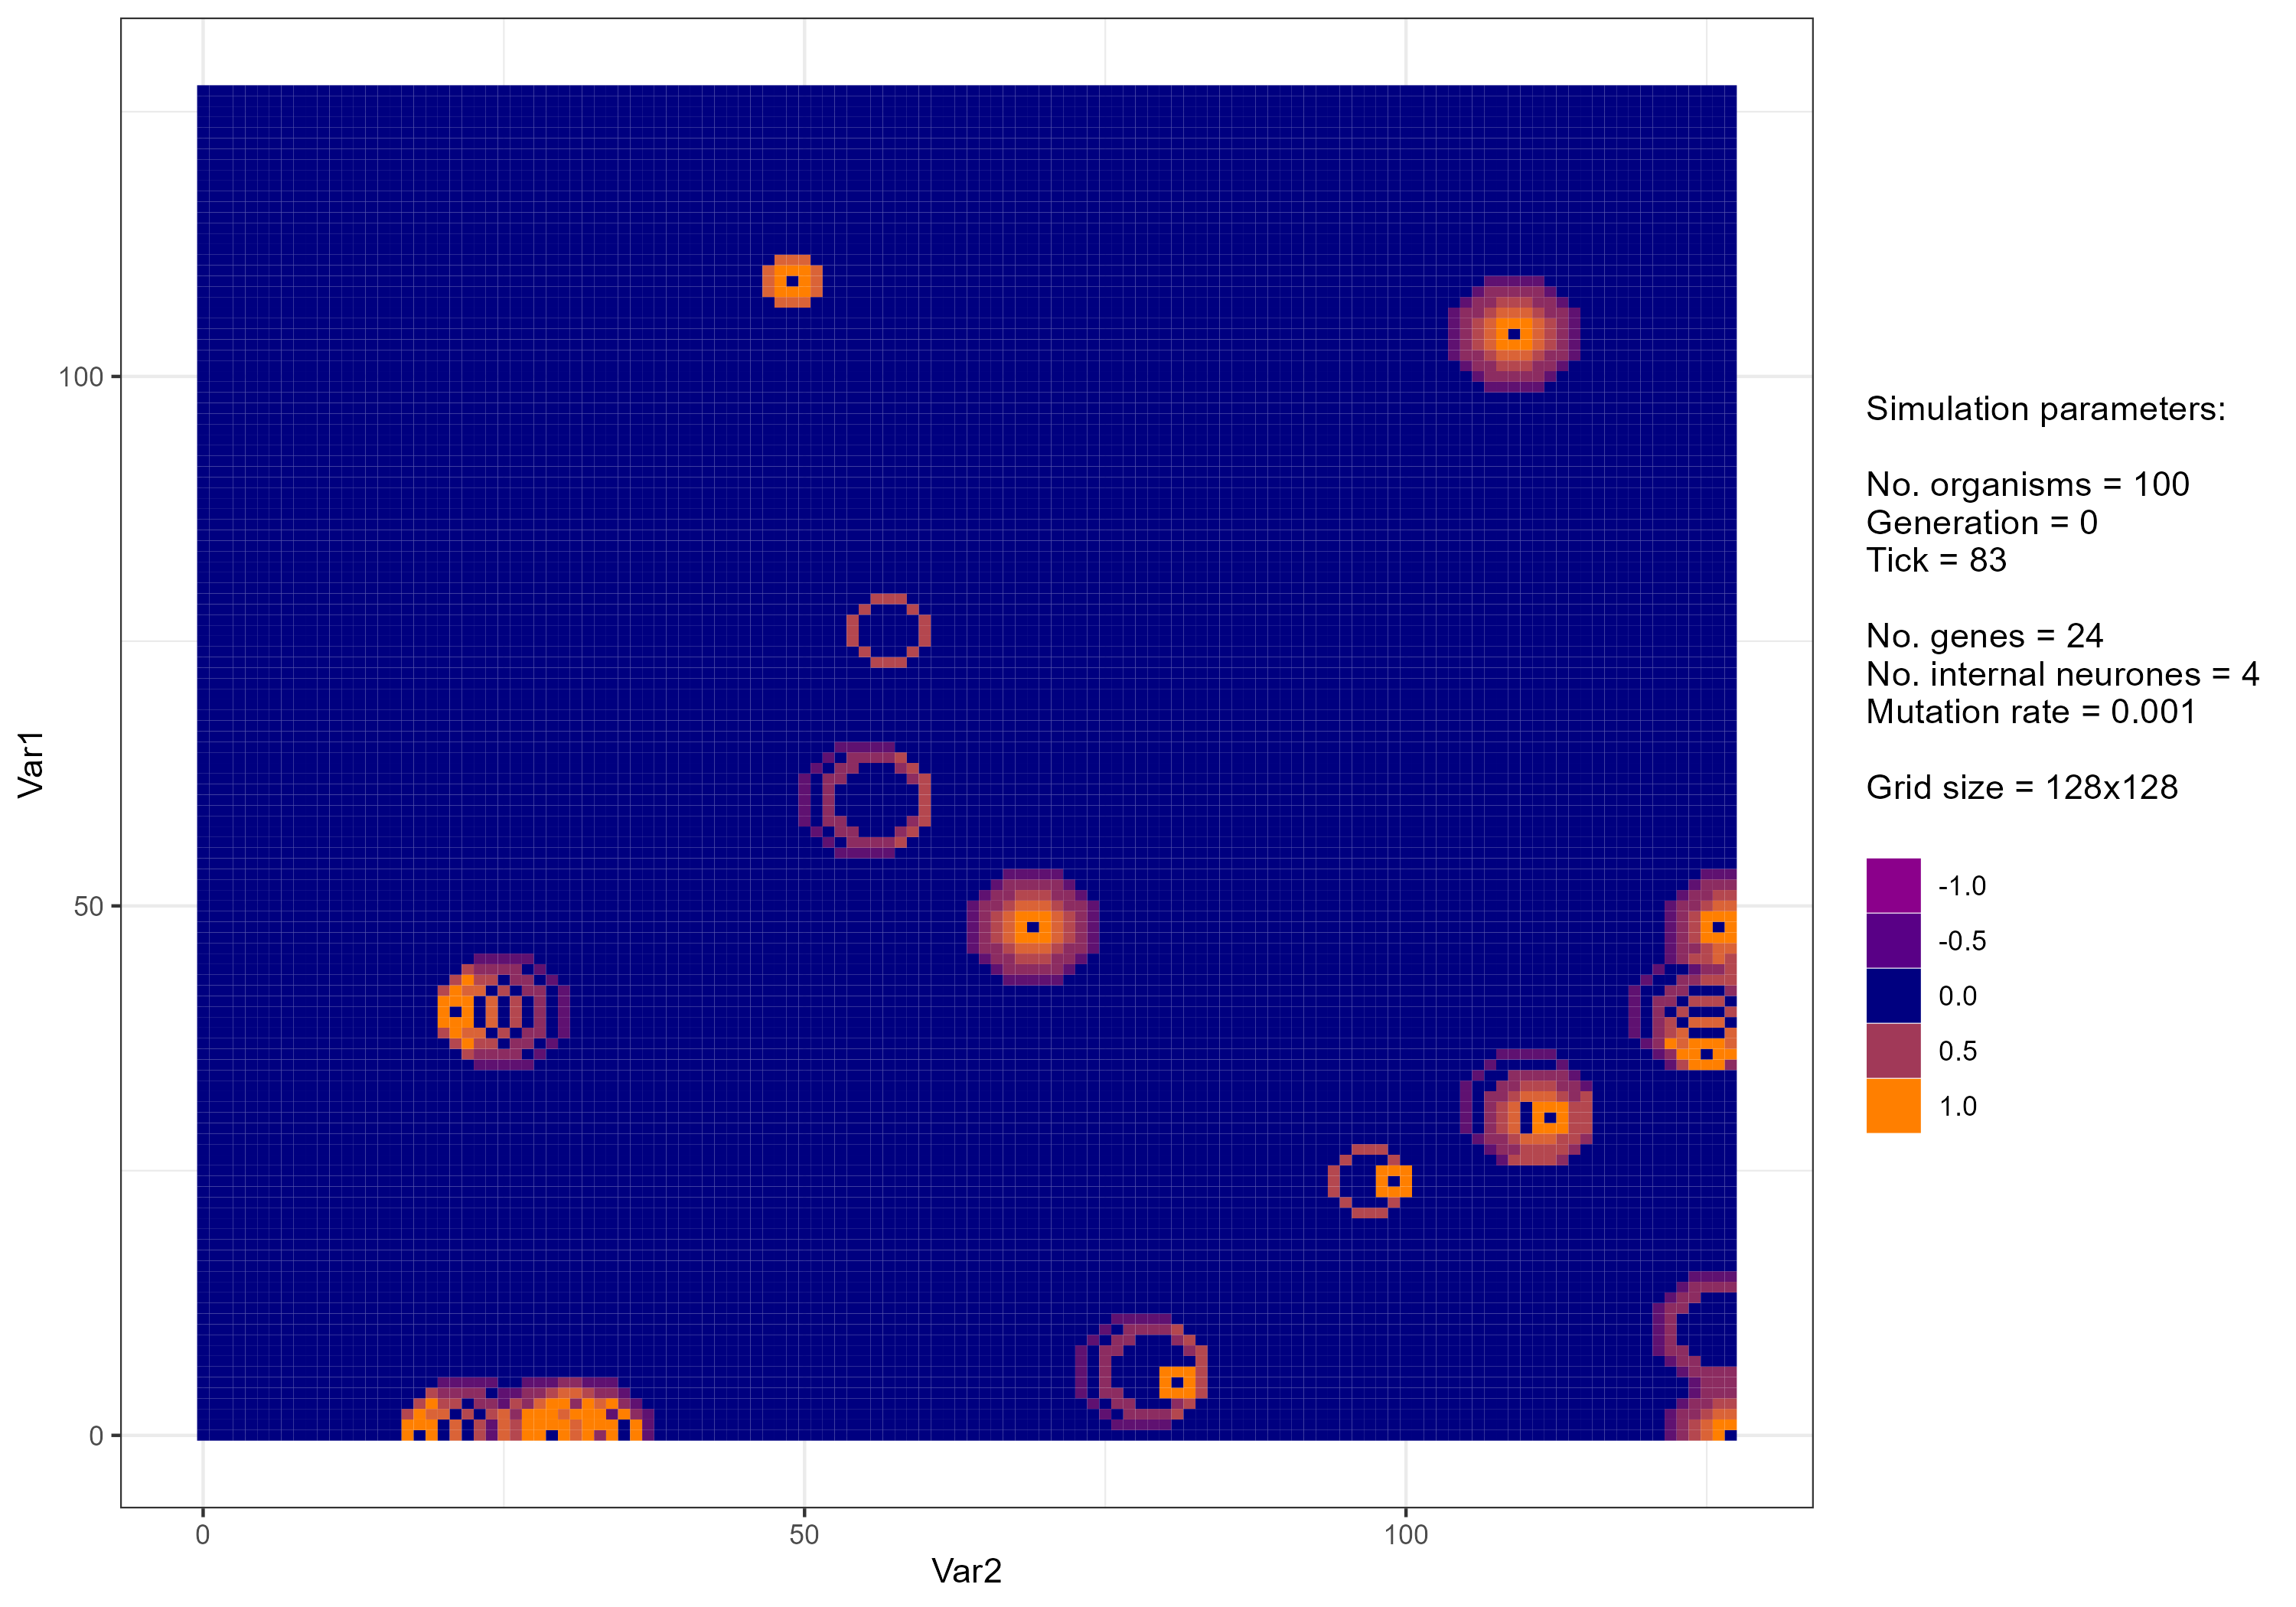 100
50
0
0
50
100
Var1
Var2
Simulation parameters:
No. organisms = 100
Generation = 0
Tick = 83
No. genes = 24
No. internal neurones = 4
Mutation rate = 0.001
Grid size = 128x128
-1.0
-0.5
0.0
0.5
1.0